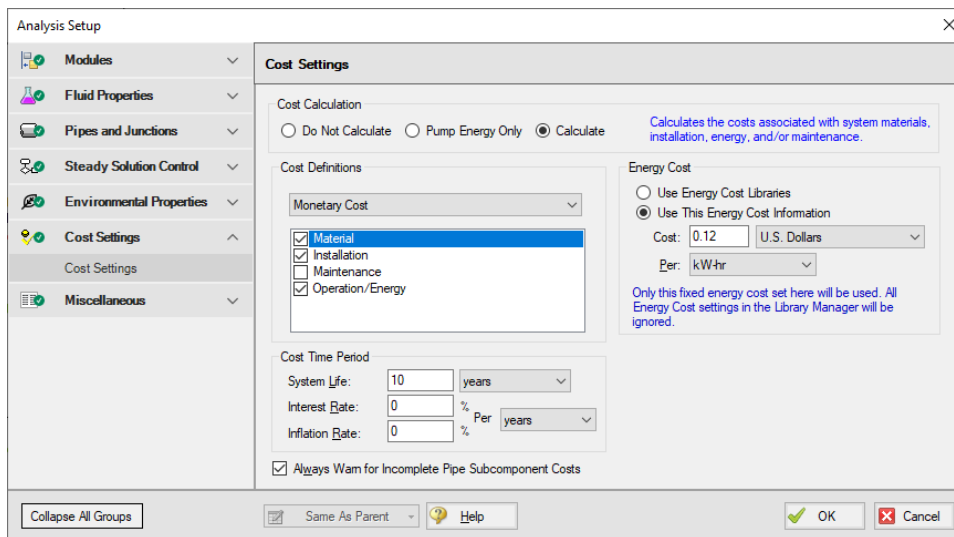 Analysis Setup
Modules
Fluid Properties
Pipes and Junctions
Steady Solution Control
Environmental Properties
Cost Settings
Cost Settings
Miscellaneous
Collapse All Groups
Cost Settings
Cost Calculation
Do Not Calculate
Pump Energy Only
Calculate
Calculates the costs associated with system materials,
installation, energy, and/or maintenance.
Cost Definitions
Monetary Cost
Material
Installation
Maintenance
Operation/Energy
Energy Cost
Use Energy Cost Libraries
Use This Energy Cost Information
Cost: 0.12 U.S. Dollars
Per: kW-hr
Only this fixed energy cost set here will be used. All
Energy Cost settings in the Library Manager will be
ignored.
Cost Time Period
System Life: 10 years
Interest Rate: 0 %
Per years
Inflation Rate: 0 %
Always Warn for Incomplete Pipe Subcomponent Costs
Same As Parent
Help
OK
Cancel